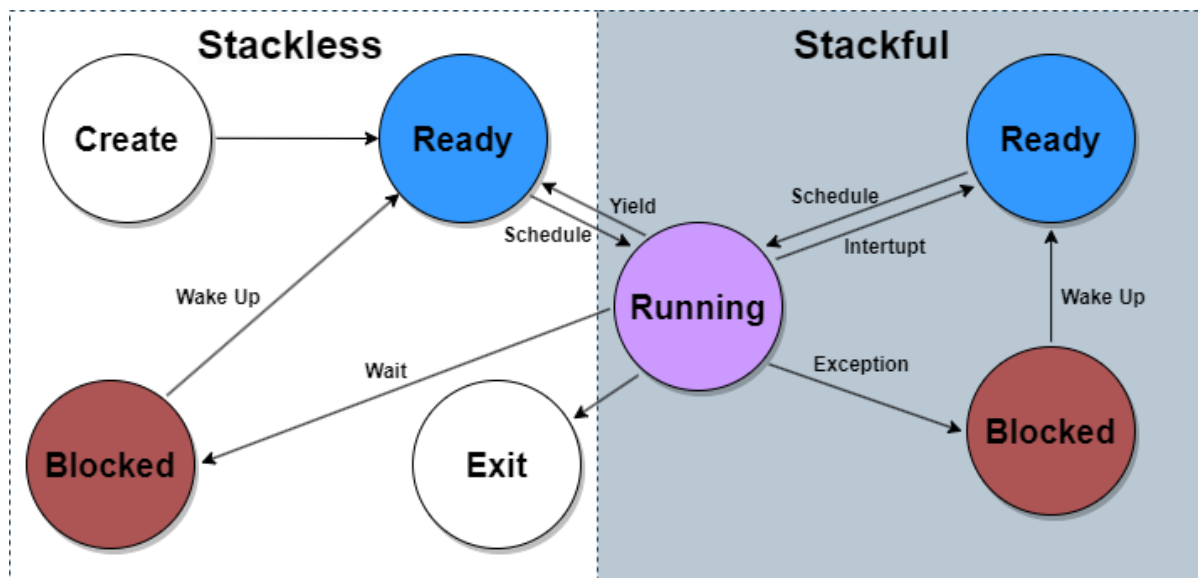 Stackless
Stackful
Create
Ready
Ready
Yield
Schedule
Schedule
Intertupt
Wake Up
Running
Wake Up
Wait
Exception
Blocked
Exit
Blocked